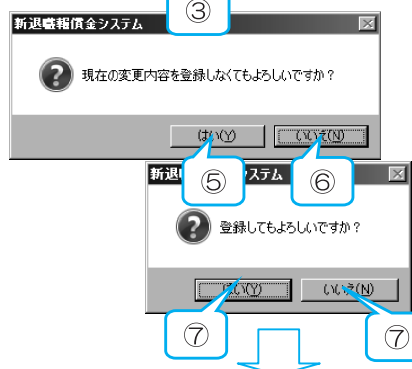 ③
新退職報償金システム
現在の変更内容を登録しなくてもよろしいですか？
はい(Y)
いいえ(N)
⑤
⑥
ステム
登録してもよろしいですか？
はい(Y)
いいえ(N)
⑦
⑦